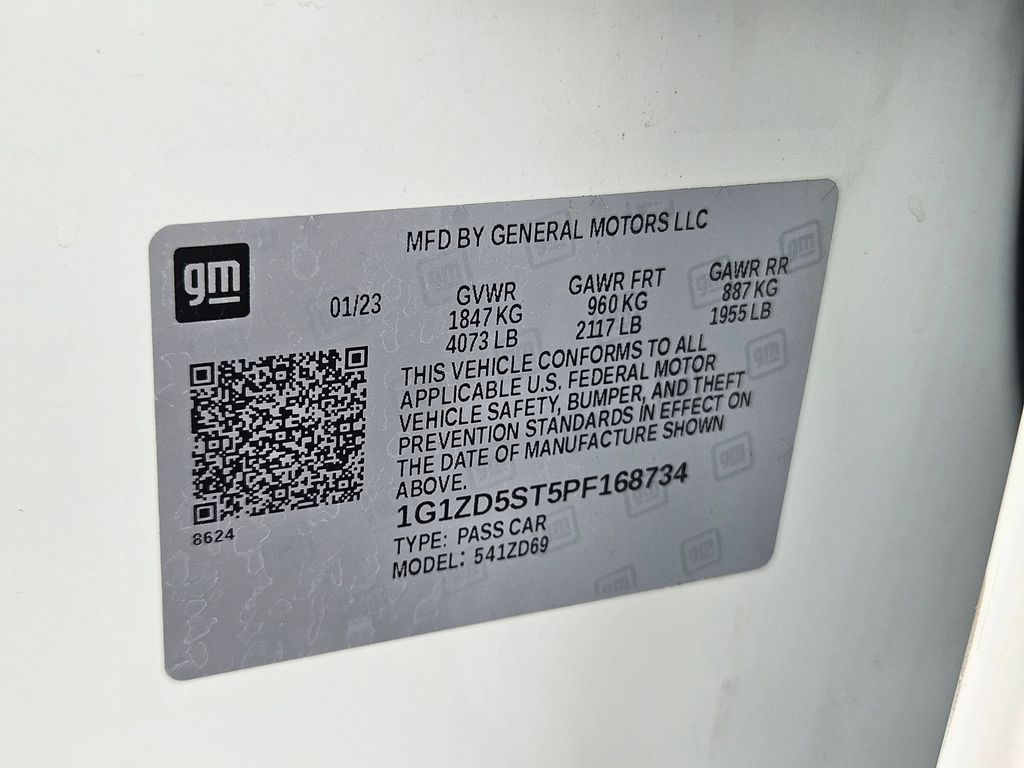 gm
MFD BY GENERAL MOTORS LLC
01/23
GVWR
1847 KG
4073 LB
GAWR FRT
960 KG
2117 LB
GAWR RR
887 KG
1955 LB
THIS VEHICLE CONFORMS TO ALL
APPLICABLE U.S. FEDERAL MOTOR
VEHICLE SAFETY, BUMPER, AND THEFT
PREVENTION STANDARDS IN EFFECT ON
THE DATE OF MANUFACTURE SHOWN
ABOVE.
1G1ZD5ST5PF168734
TYPE: PASS CAR
MODEL: 541ZD69
8624